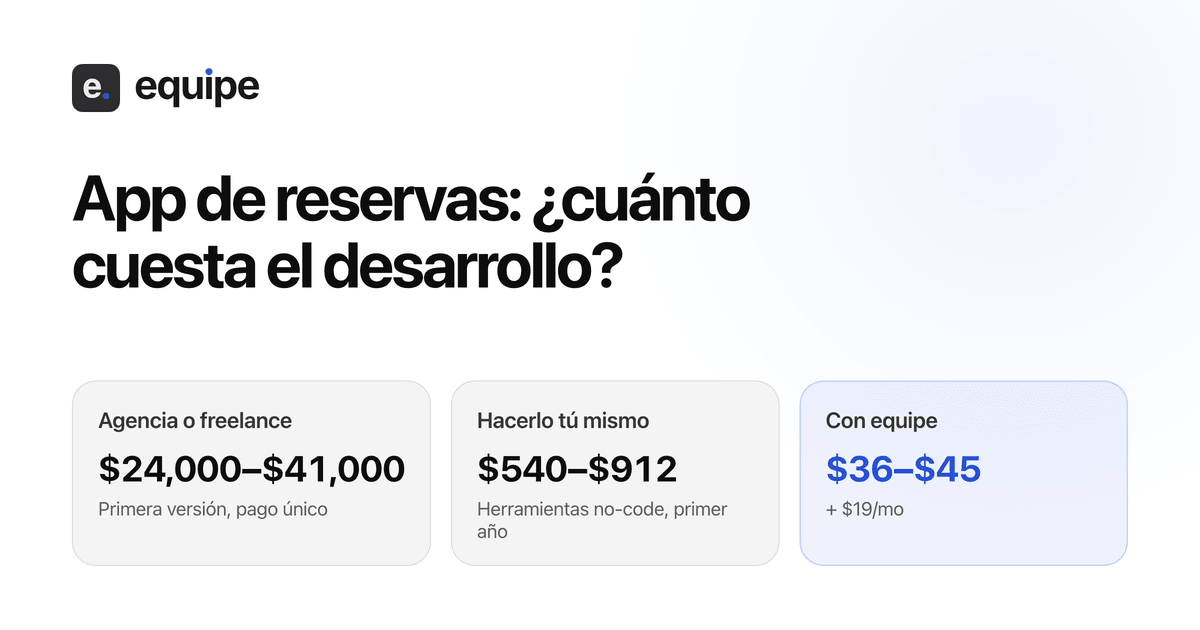 e. equipe
App de reservas: ¿cuánto
cuesta el desarrollo?
Agencia o freelance
$24,000–$41,000
Primera versión, pago único
Hacerlo tú mismo
$540–$912
Herramientas no-code, primer
año
Con equipe
$36–$45
+ $19/mo